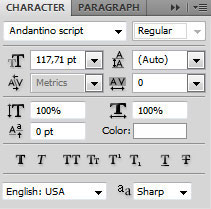 CHARACTER PARAGRAPH
Andantino script Regular
117,71 pt (Auto)
Metrics 0
100% 100%
0 pt Color:
T T TT Tt T¹ T₁ T T
English: USA aa Sharp